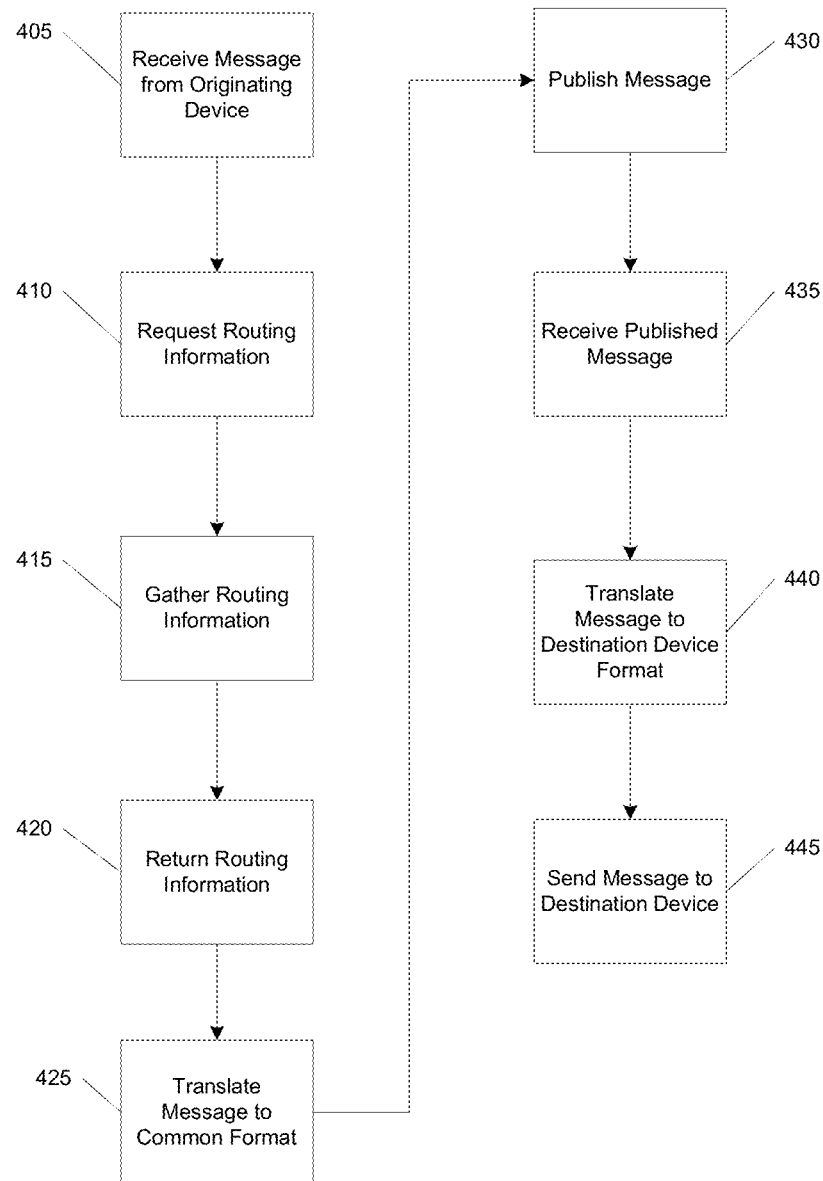 405
Receive Message
from Originating
Device
410
Request Routing
Information
415
Gather Routing
Information
420
Return Routing
Information
425
Translate
Message to
Common Format
430
Publish Message
435
Receive Published
Message
440
Translate
Message to
Destination Device
Format
445
Send Message to
Destination Device